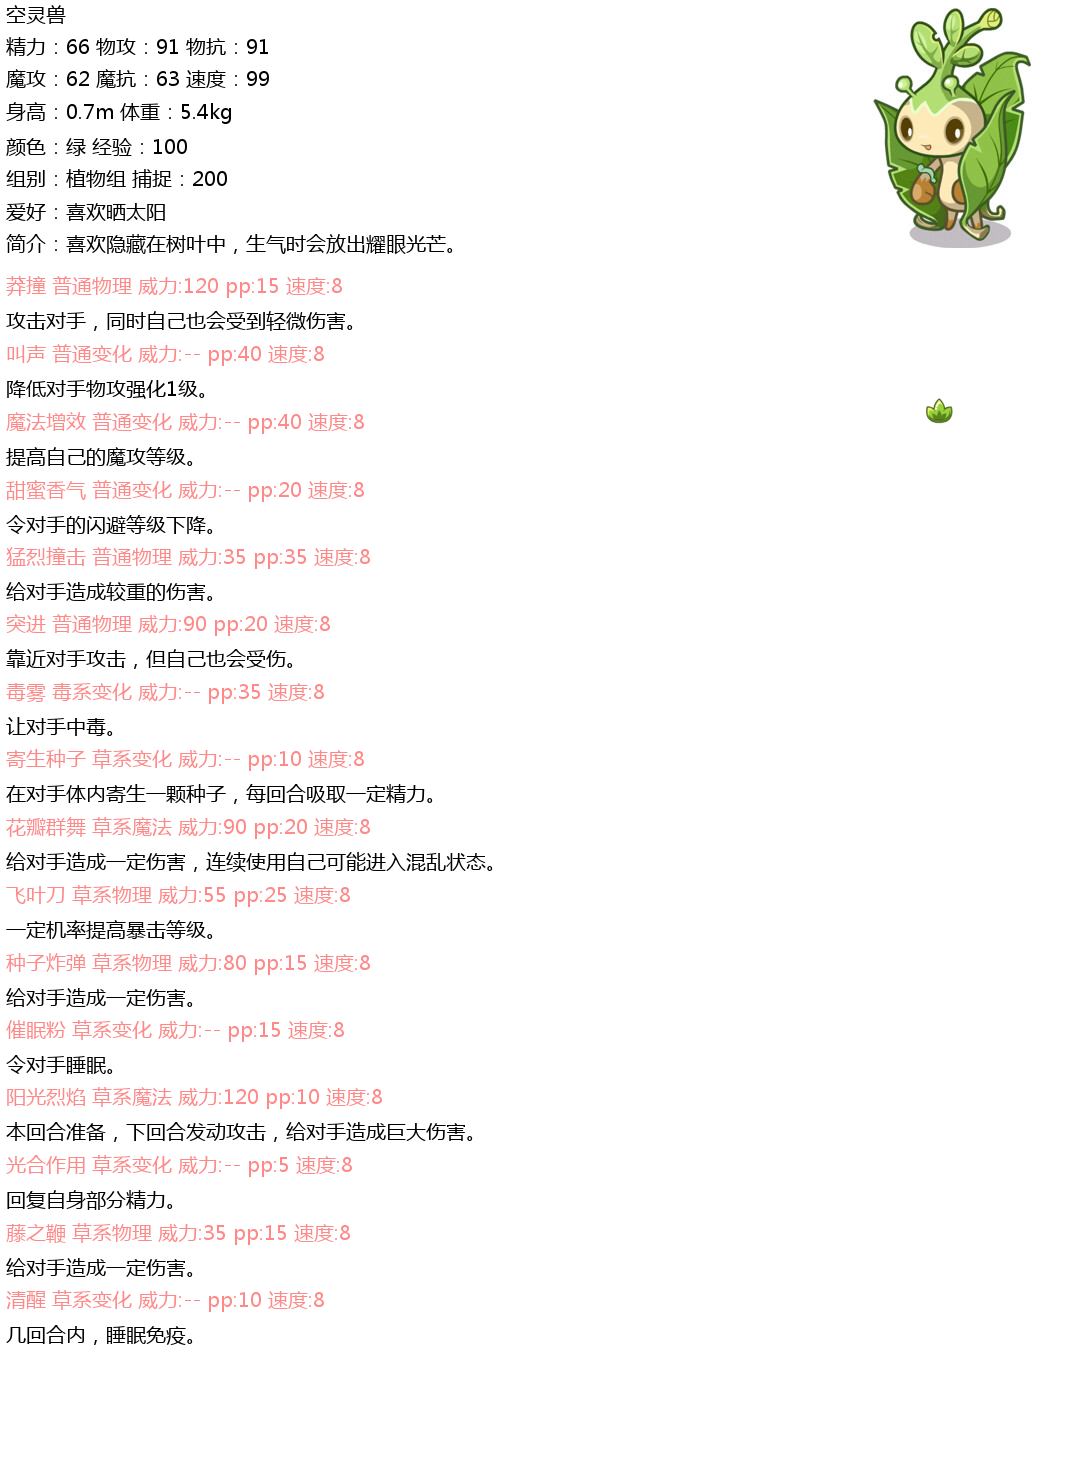 空灵兽
精力：66 物攻：91 物抗：91
魔攻：62 魔抗：63 速度：99
身高：0.7m 体重：5.4kg
颜色：绿 经验：100
组别：植物组 捕捉：200
爱好：喜欢晒太阳
简介：喜欢隐藏在树叶中，生气时会放出耀眼光芒。
莽撞 普通物理 威力:120 pp:15 速度:8
攻击对手，同时自己也会受到轻微伤害。
叫声 普通变化 威力:-- pp:40 速度:8
降低对手物攻强化1级。
魔法增效 普通变化 威力:-- pp:40 速度:8
提高自己的魔攻等级。
甜蜜香气 普通变化 威力:-- pp:20 速度:8
令对手的闪避等级下降。
猛烈撞击 普通物理 威力:35 pp:35 速度:8
给对手造成较重的伤害。
突进 普通物理 威力:90 pp:20 速度:8
靠近对手攻击，但自己也会受伤。
毒雾 毒系变化 威力:-- pp:35 速度:8
让对手中毒。
寄生种子 草系变化 威力:-- pp:10 速度:8
在对手体内寄生一颗种子，每回合吸取一定精力。
花瓣群舞 草系魔法 威力:90 pp:20 速度:8
给对手造成一定伤害，连续使用自己可能进入混乱状态。
飞叶刀 草系物理 威力:55 pp:25 速度:8
一定机率提高暴击等级。
种子炸弹 草系物理 威力:80 pp:15 速度:8
给对手造成一定伤害。
催眠粉 草系变化 威力:-- pp:15 速度:8
令对手睡眠。
阳光烈焰 草系魔法 威力:120 pp:10 速度:8
本回合准备，下回合发动攻击，给对手造成巨大伤害。
光合作用 草系变化 威力:-- pp:5 速度:8
回复自身部分精力。
藤之鞭 草系物理 威力:35 pp:15 速度:8
给对手造成一定伤害。
清醒 草系变化 威力:-- pp:10 速度:8
几回合内，睡眠免疫。